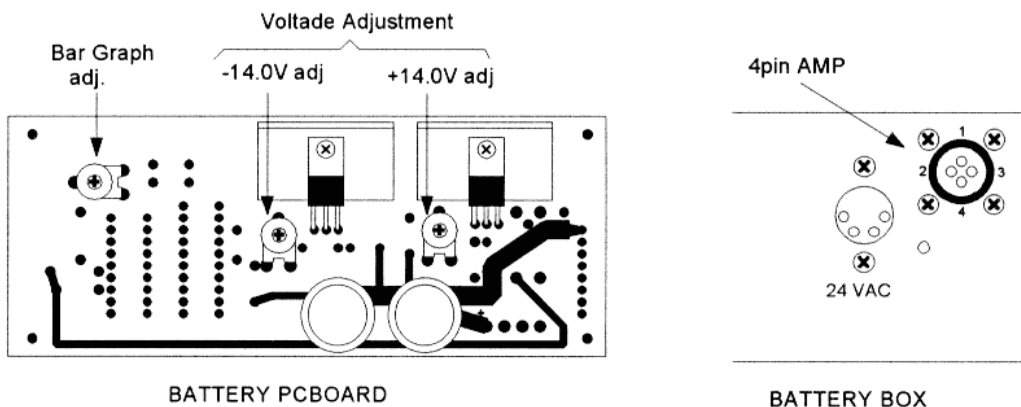 Voltade Adjustment
Bar Graph
adj.
-14.0V adj
+14.0V adj
+
BATTERY PCBOARD
4pin AMP
1
2
3
4
24 VAC
BATTERY BOX